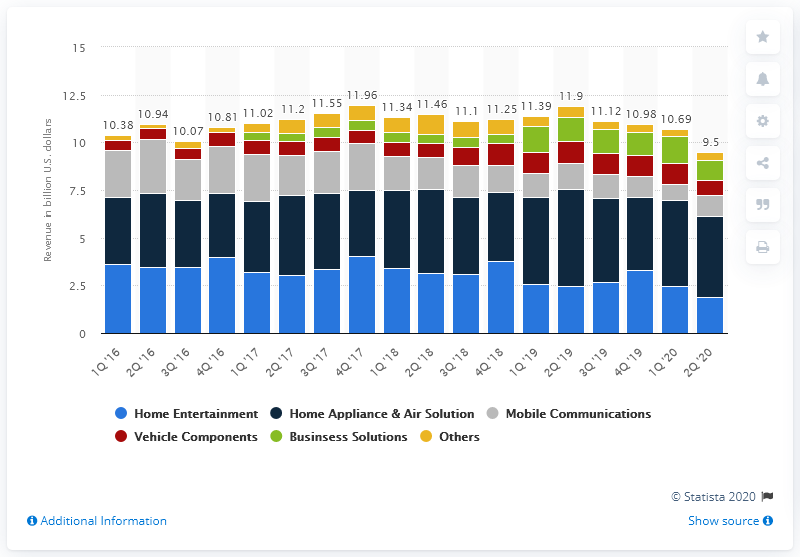 15
12.5
10
7.5
5
2.5
0
Revenue in billion U.S. dollars
10.38
10.94
10.07
10.81
11.02
11.2
11.55
11.96
11.34
11.46
11.1
11.25
11.39
11.9
11.12
10.98
10.69
9.5
1Q '16
2Q '16
3Q '16
4Q '16
1Q '17
2Q '17
3Q '17
4Q '17
1Q '18
2Q '18
3Q '18
4Q '18
1Q '19
2Q '19
3Q '19
4Q '19
1Q '20
2Q '20
Home Entertainment Home Appliance & Air Solution Mobile Communications
Vehicle Components Businsess Solutions Others
© Statista 2020
Additional Information Show source